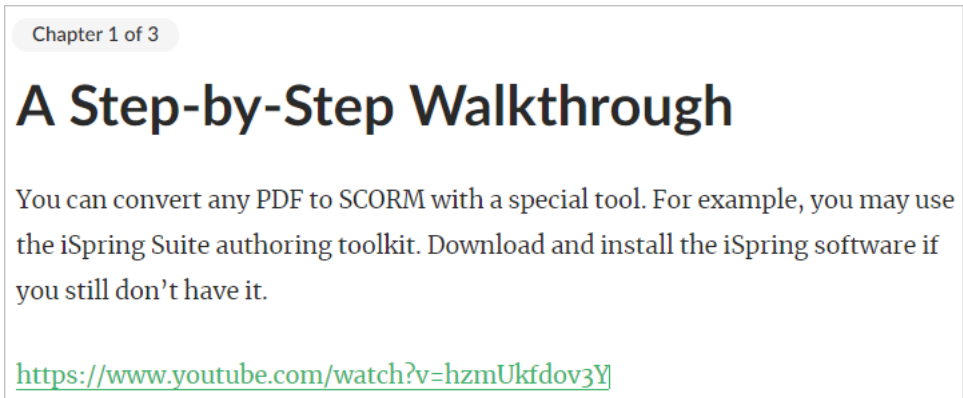 Chapter 1 of 3
A Step-by-Step Walkthrough
You can convert any PDF to SCORM with a special tool. For example, you may use
the iSpring Suite authoring toolkit. Download and install the iSpring software if
you still don’t have it.
https://www.youtube.com/watch?v=hzmUkfdov3Y